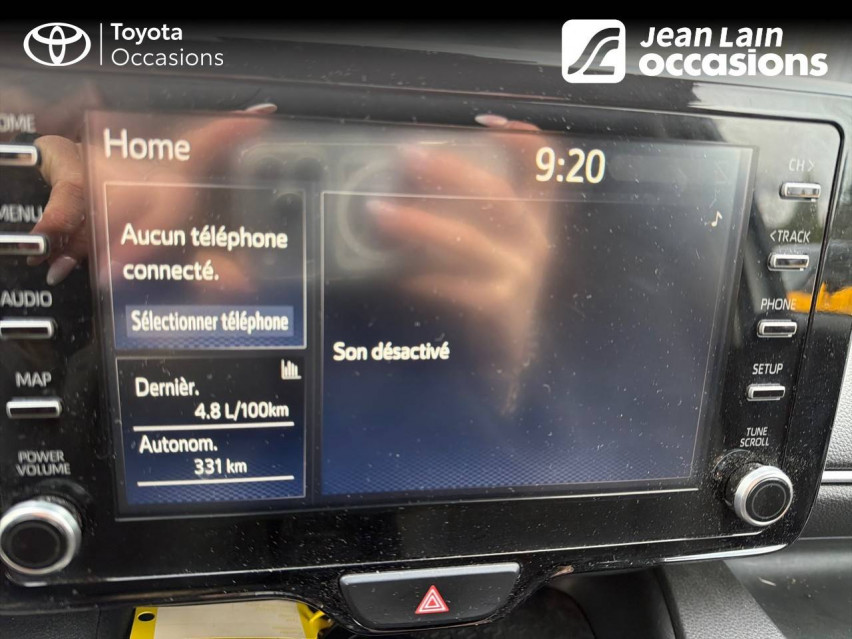 Toyota
Occasions
Jean Lain
occasions
HOME
Home
9:20
CH >
MENU
Aucun téléphone
connecté.
< TRACK
AUDIO
Sélectionner téléphone
PHONE
Son désactivé
MAP
Dernièr.
4.8 L/100km
SETUP
Autonom.
331 km
POWER
VOLUME
TUNE
SCROLL